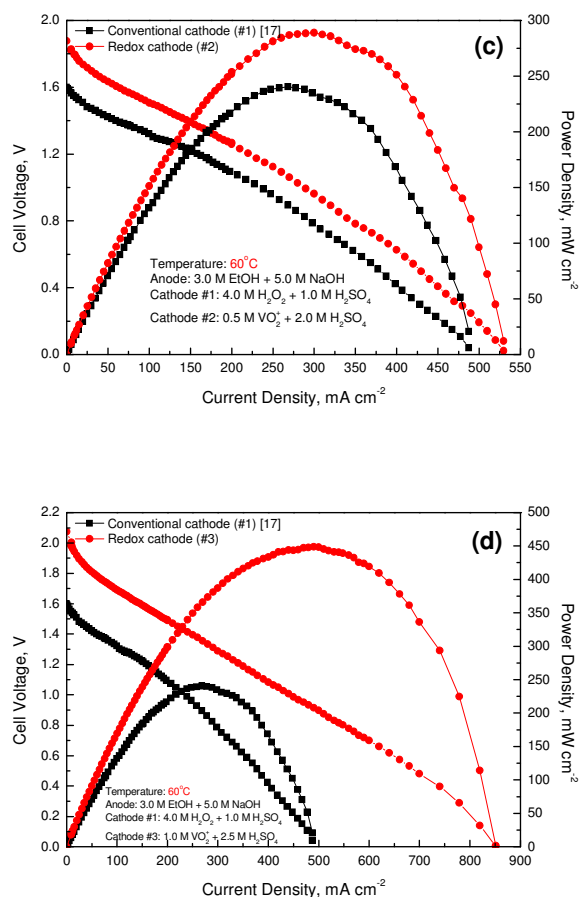 (c)
Conventional cathode (#1) [17]
Redox cathode (#2)
2.0
1.6
1.2
0.8
0.4
0.0
Cell Voltage, V
300
250
200
150
100
50
0
Power Density, mW cm⁻²
Temperature: 60°C
Anode: 3.0 M EtOH + 5.0 M NaOH
Cathode #1: 4.0 M H₂O₂ + 1.0 M H₂SO₄
Cathode #2: 0.5 M VO₂⁺ + 2.0 M H₂SO₄
0 50 100 150 200 250 300 350 400 450 500 550
Current Density, mA cm⁻²
(d)
Conventional cathode (#1) [17]
Redox cathode (#3)
2.2
2.0
1.8
1.6
1.4
1.2
1.0
0.8
0.6
0.4
0.2
0.0
Cell Voltage, V
500
450
400
350
300
250
200
150
100
50
0
Power Density, mW cm⁻²
Temperature: 60°C
Anode: 3.0 M EtOH + 5.0 M NaOH
Cathode #1: 4.0 M H₂O₂ + 1.0 M H₂SO₄
Cathode #3: 1.0 M VO₂⁺ + 2.5 M H₂SO₄
0 100 200 300 400 500 600 700 800 900
Current Density, mA cm⁻²